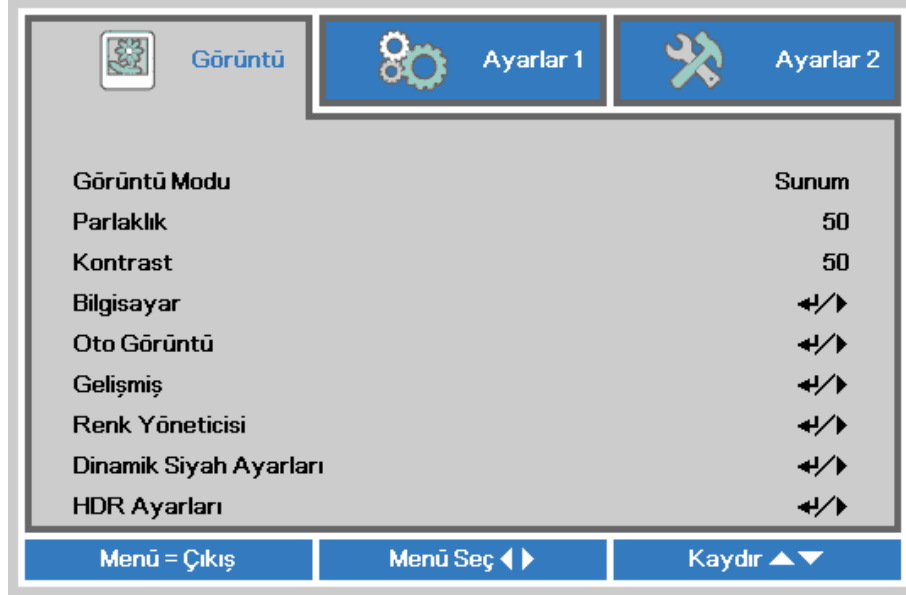 Görüntü Ayarlar 1 Ayarlar 2
Görüntü Modu Sunum
Parlaklık 50
Kontrast 50
Bilgisayar ↵/▶
Oto Görüntü ↵/▶
Gelişmiş ↵/▶
Renk Yöneticisi ↵/▶
Dinamik Siyah Ayarları ↵/▶
HDR Ayarları ↵/▶
Menü = Çıkış Menü Seç ◀▶ Kaydır ▲▼